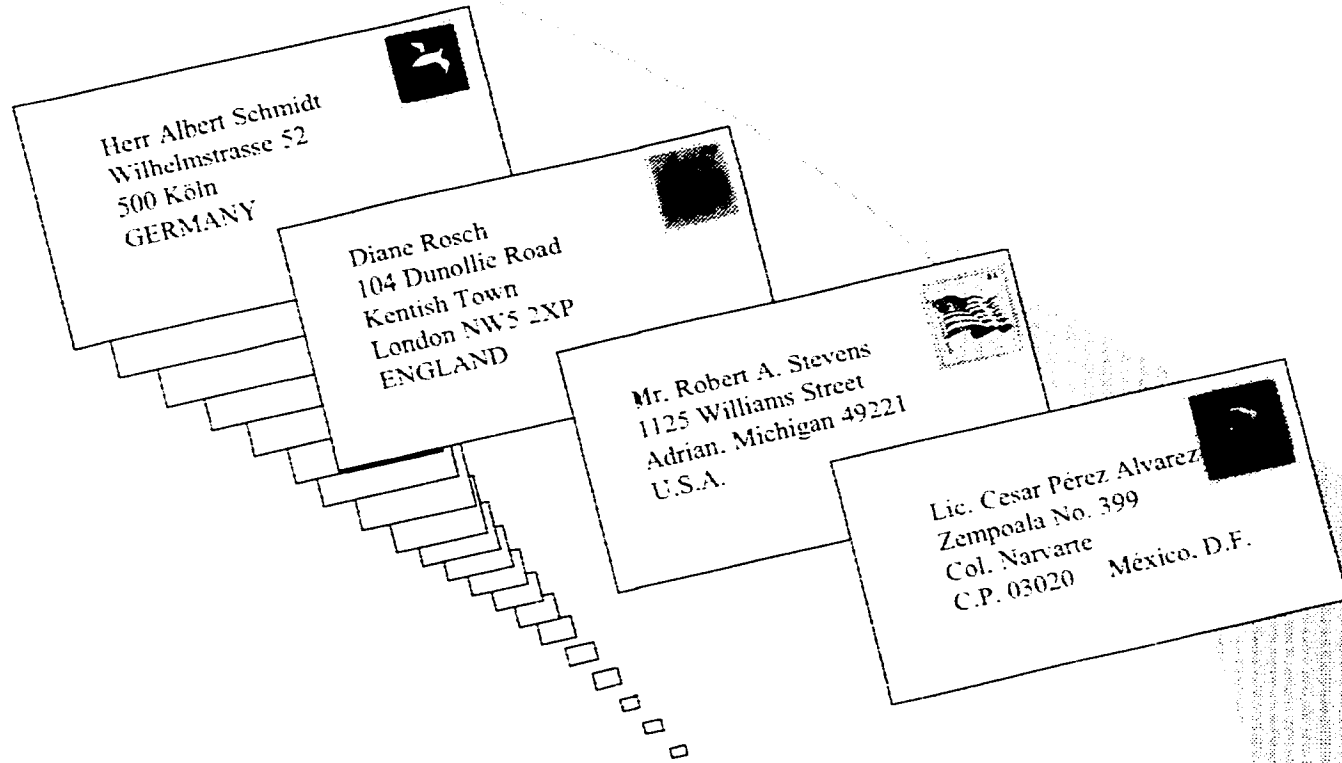 Herr Albert Schmidt
Wilhelmstrasse 52
500 Köln
GERMANY
Diane Rosch
104 Dunollie Road
Kentish Town
London NW5 2XP
ENGLAND
Mr. Robert A. Stevens
1125 Williams Street
Adrian, Michigan 49221
U.S.A.
Lic. Cesar Pérez Alvarez
Zempoala No. 399
Col. Narvarte
C.P. 03020 México, D.F.